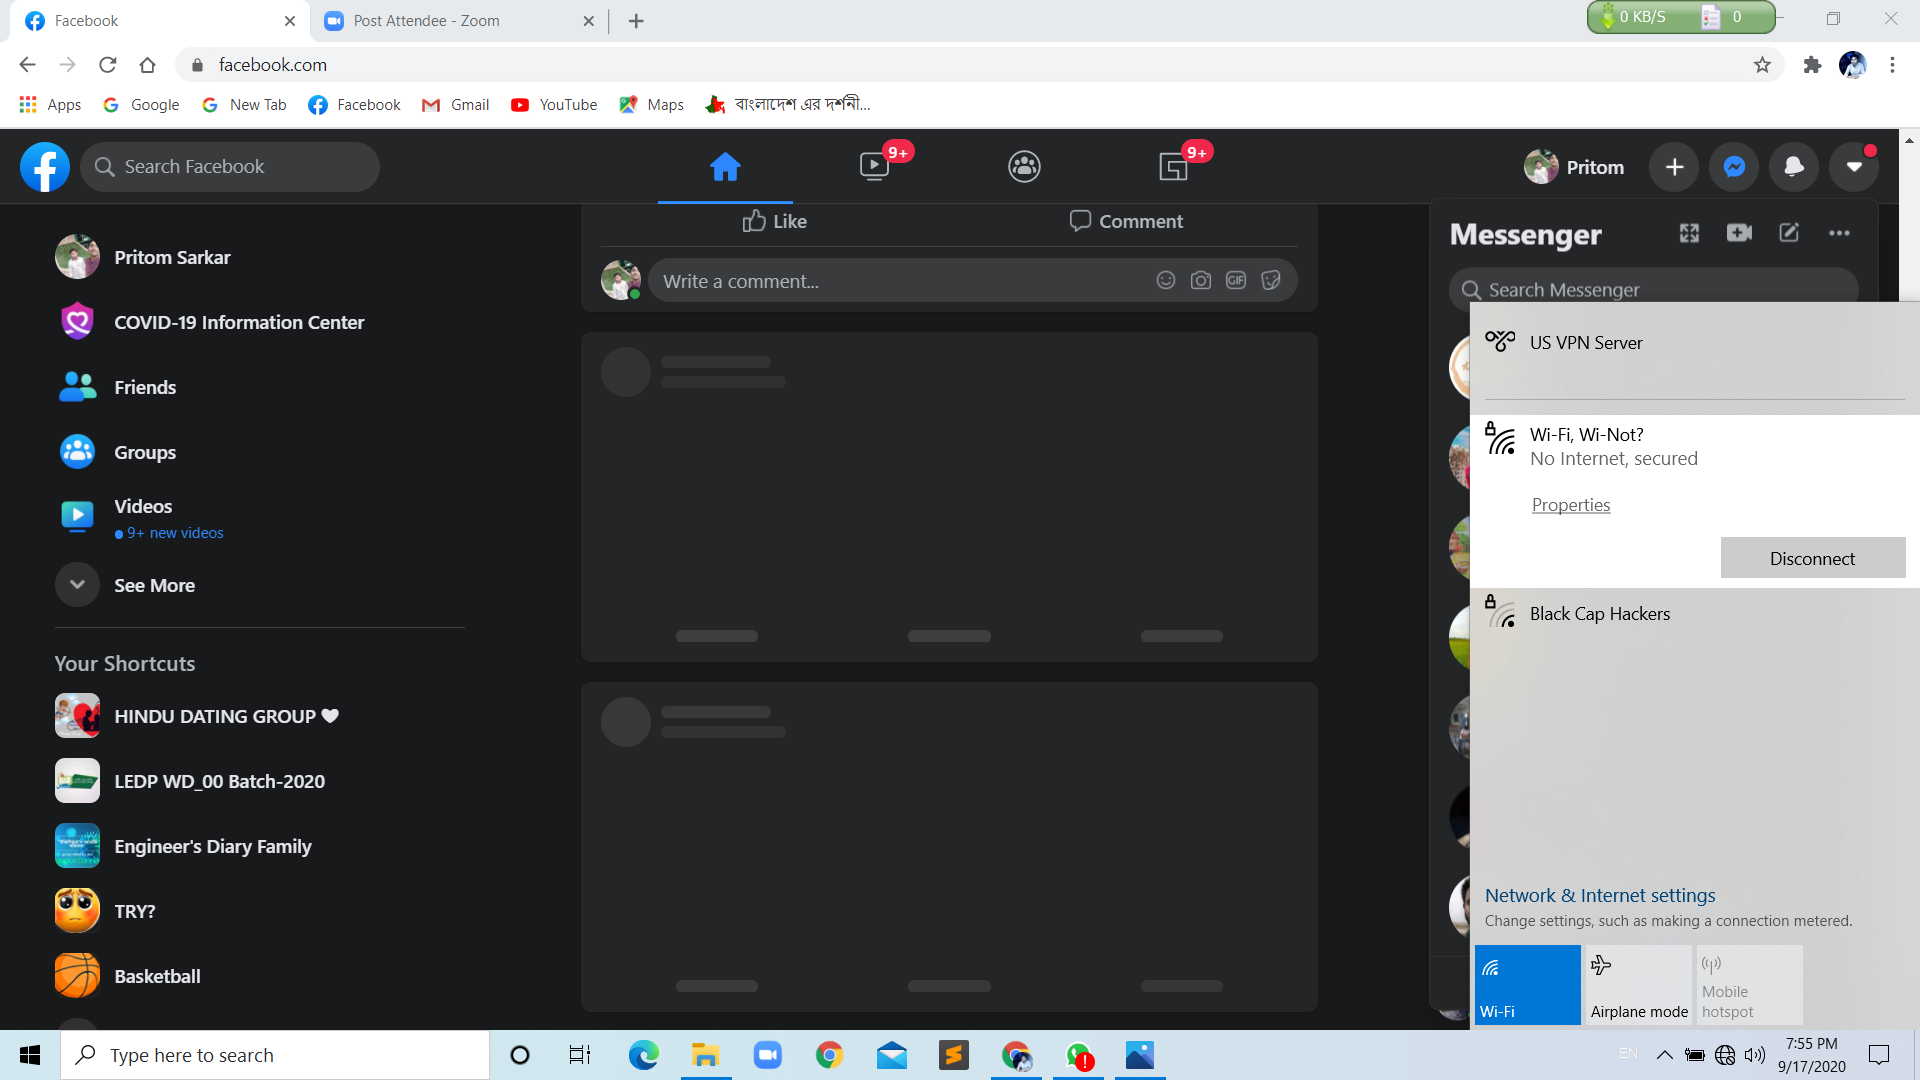 Facebook
Post Attendee - Zoom
0 KB/S
0
facebook.com
Apps
Google
New Tab
Facebook
Gmail
YouTube
Maps
বাংলাদেশ এর দর্শনী...
Search Facebook
9+
9+
Pritom
Like
Comment
Write a comment...
GIF
Messenger
Search Messenger
Pritom Sarkar
COVID-19 Information Center
Friends
Groups
Videos
9+ new videos
See More
Your Shortcuts
HINDU DATING GROUP 🤍
LEDP WD_00 Batch-2020
Engineer's Diary Family
TRY?
Basketball
US VPN Server
Wi-Fi, Wi-Not?
No Internet, secured
Properties
Disconnect
Black Cap Hackers
Network & Internet settings
Change settings, such as making a connection metered.
Wi-Fi
Airplane mode
Mobile
hotspot
Type here to search
EN
7:55 PM
9/17/2020